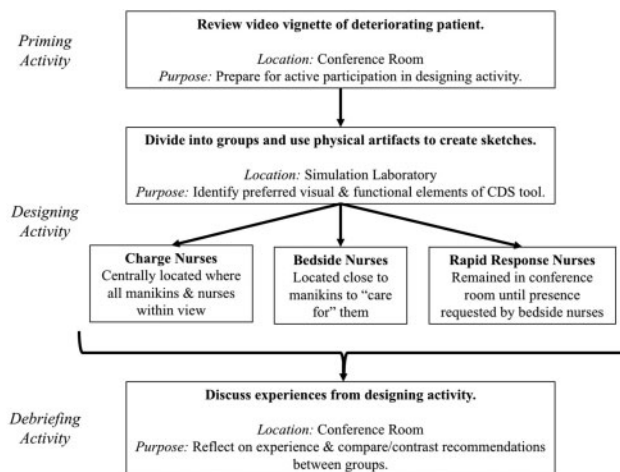 Priming
Activity
Review video vignette of deteriorating patient.
Location: Conference Room
Purpose: Prepare for active participation in designing activity.
Designing
Activity
Divide into groups and use physical artifacts to create sketches.
Location: Simulation Laboratory
Purpose: Identify preferred visual & functional elements of CDS tool.
Charge Nurses
Centrally located where
all manikins & nurses
within view
Bedside Nurses
Located close to
manikins to “care
for” them
Rapid Response Nurses
Remained in conference
room until presence
requested by bedside nurses
Debriefing
Activity
Discuss experiences from designing activity.
Location: Conference Room
Purpose: Reflect on experience & compare/contrast recommendations
between groups.